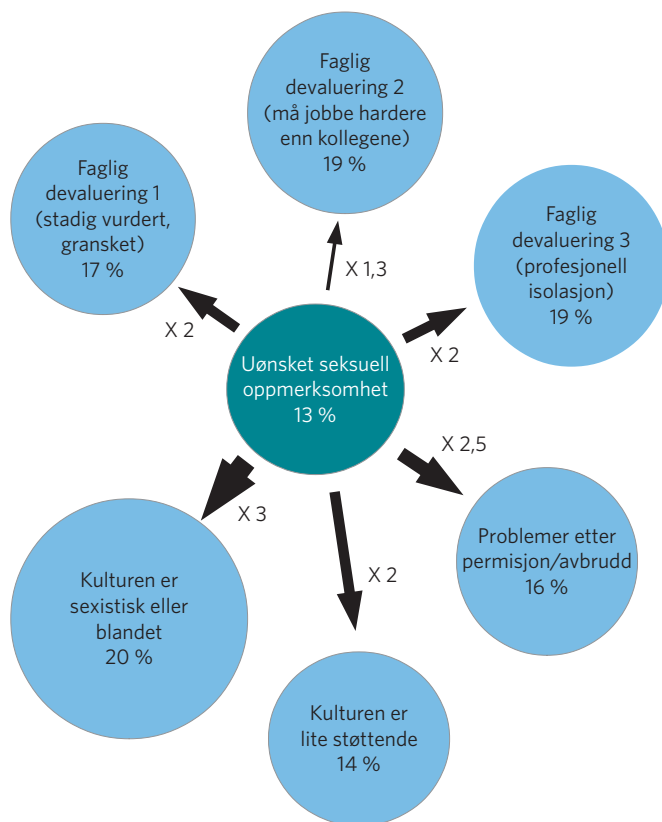 Faglig
devaluering 2
(må jobbe hardere
enn kollegene)
19 %
Faglig
devaluering 1
(stadig vurdert,
gransket)
17 %
Faglig
devaluering 3
(profesjonell
isolasjon)
19 %
X 1,3
X 2
X 2
Uønsket seksuell
oppmerksomhet
13 %
X 2,5
X 3
X 2
Problemer etter
permisjon/avbrudd
16 %
Kulturen er
sexistisk eller
blandet
20 %
Kulturen er
lite støttende
14 %